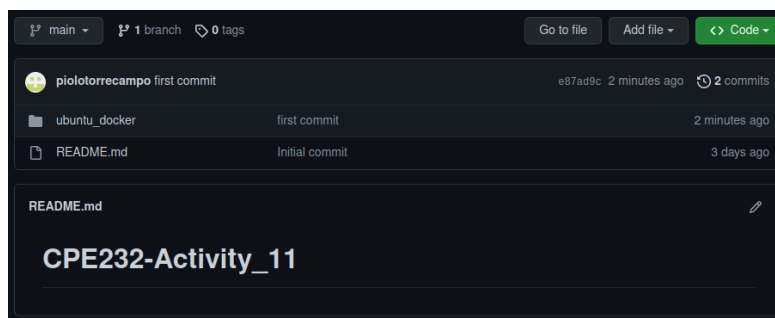 main 1 branch 0 tags Go to file Add file <> Code
piolotorrecampo first commit e87ad9c 2 minutes ago 2 commits
ubuntu_docker first commit 2 minutes ago
README.md Initial commit 3 days ago
README.md
CPE232-Activity_11